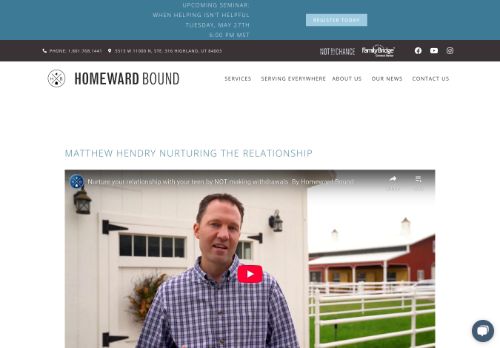 UPCOMING SEMINAR:
WHEN HELPING ISN'T HELPFUL
TUESDAY, MAY 27TH
6:00 PM MST
REGISTER TODAY
PHONE: 1.801.768.1441
5513 W 11000 N, STE. 316 HIGHLAND, UT 84003
NOT BY CHANCE
FamilyBridge
HOMEWARD BOUND
SERVICES
SERVING EVERYWHERE
ABOUT US
OUR NEWS
CONTACT US
MATTHEW HENDRY NURTURING THE RELATIONSHIP
Nurture your relationship with your teen by NOT making withdrawals. By Homeward Bound